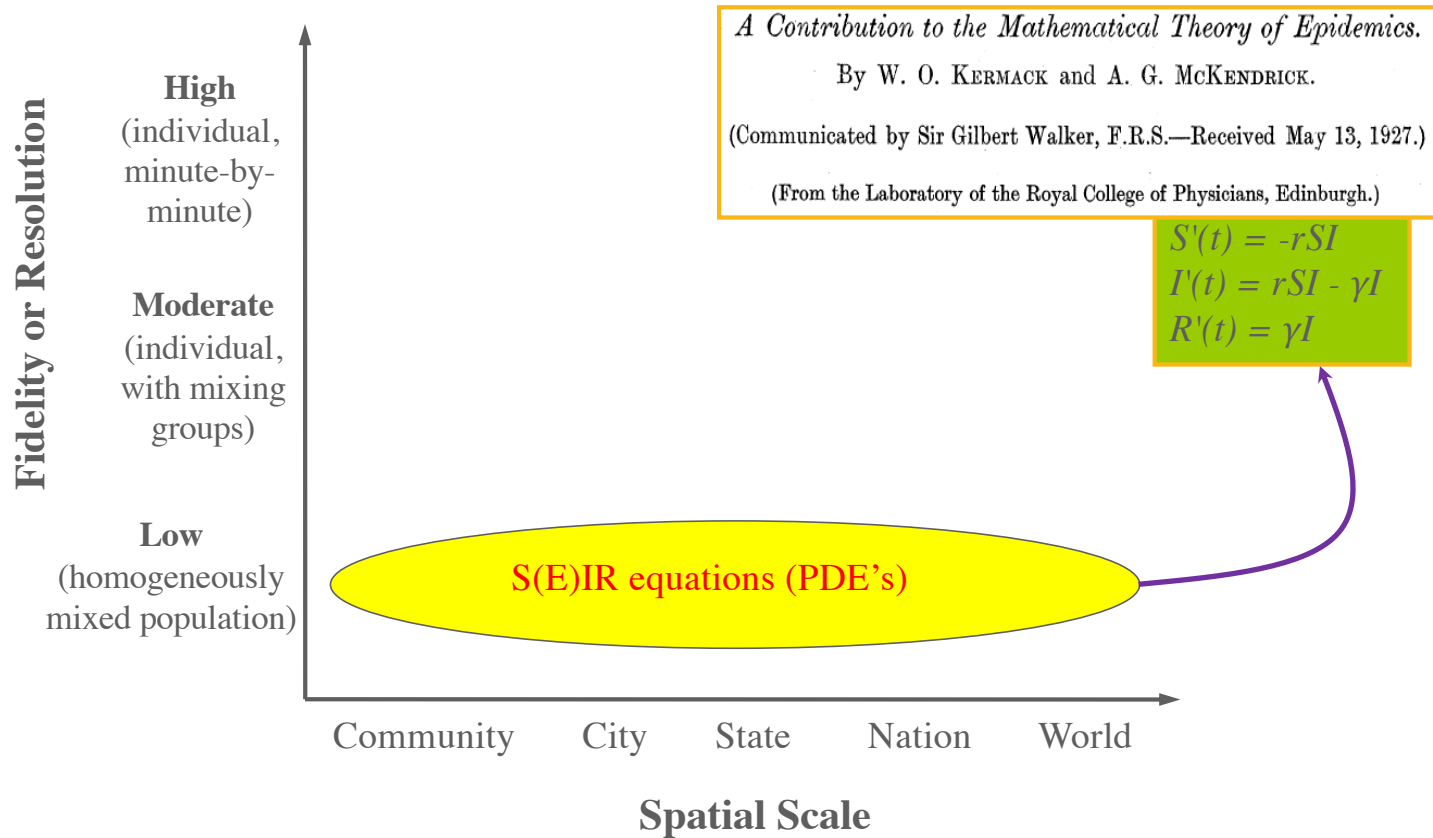 A Contribution to the Mathematical Theory of Epidemics.
By W. O. KERMACK and A. G. MCKENDRICK.
(Communicated by Sir Gilbert Walker, F.R.S.—Received May 13, 1927.)
(From the Laboratory of the Royal College of Physicians, Edinburgh.)
S'(t) = -rSI
I'(t) = rSI - γI
R'(t) = γI
Fidelity or Resolution
High
(individual,
minute-by-
minute)
Moderate
(individual,
with mixing
groups)
Low
(homogeneously
mixed population)
S(E)IR equations (PDE's)
Community City State Nation World
Spatial Scale